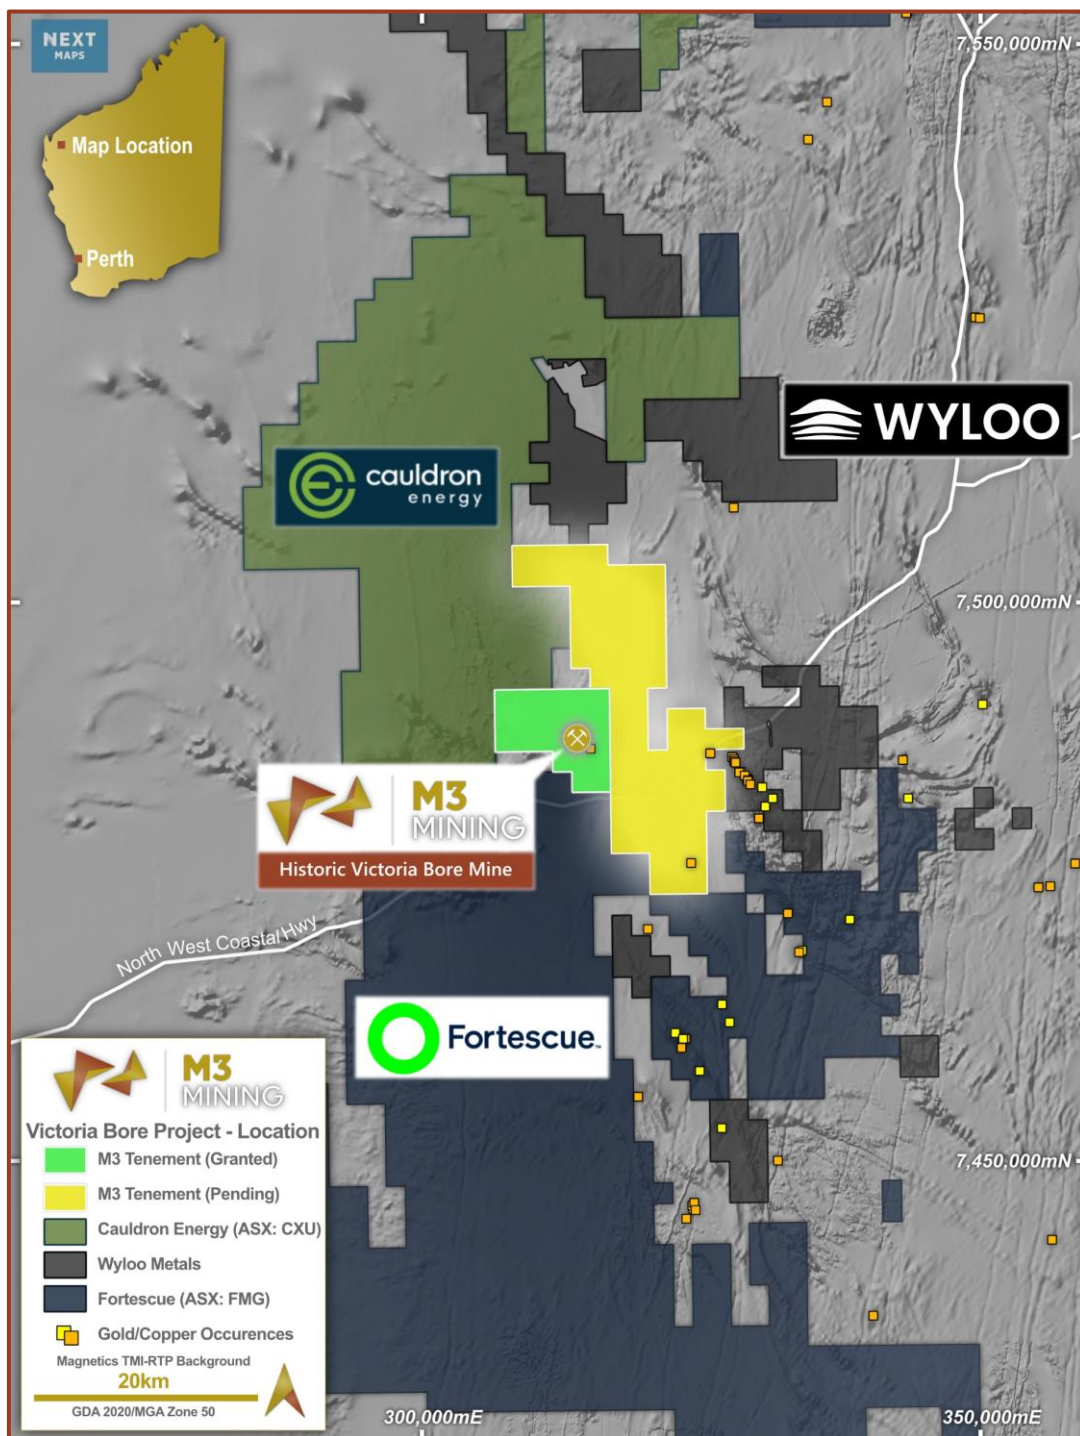 NEXT
MAPS
Map Location
Perth
7,550,000mN
WYLOO
cauldron
energy
7,500,000mN
M3
MINING
Historic Victoria Bore Mine
North West Coastal Hwy
Fortescue™
M3
MINING
Victoria Bore Project - Location
M3 Tenement (Granted)
M3 Tenement (Pending)
Cauldron Energy (ASX: CXU)
Wyloo Metals
Fortescue (ASX: FMG)
Gold/Copper Occurences
Magnetics TMI-RTP Background
20km
GDA 2020/MGA Zone 50
7,450,000mN
300,000mE
350,000mE